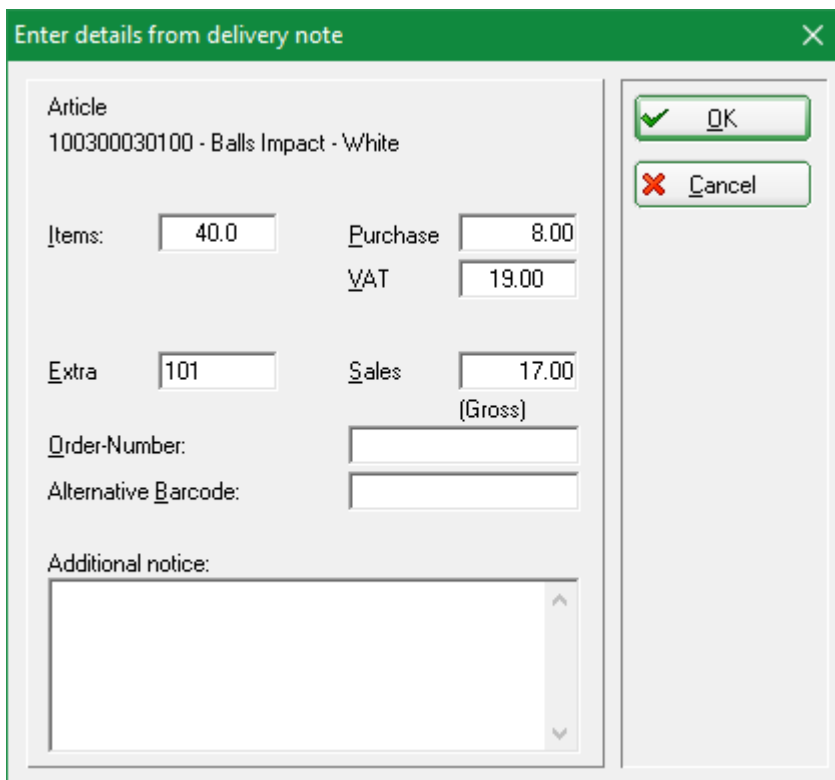 Enter details from delivery note
Article
100300030100 - Balls Impact - White
OK
Cancel
Items: 40.0 Purchase 8.00
VAT 19.00
Extra 101 Sales 17.00
(Gross)
Order-Number:
Alternative Barcode:
Additional notice: